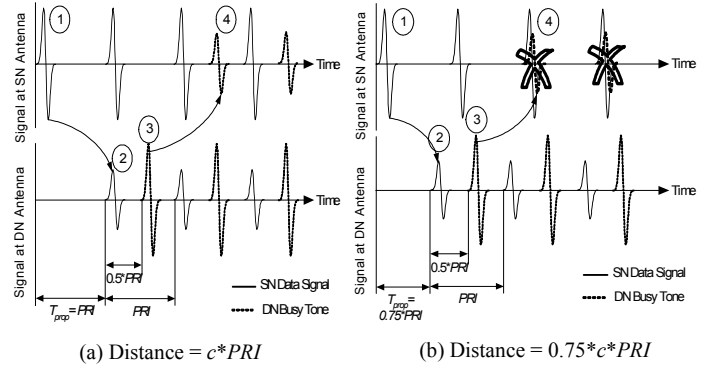 Signal at SN Antenna
1
4
Time
Signal at DN Antenna
2
3
Time
0.5*PRI
T_prop = PRI
PRI
SN Data Signal
DN Busy Tone
(a) Distance = c*PRI
Signal at SN Antenna
1
4
Time
Signal at DN Antenna
2
3
Time
0.5*PRI
T_prop =
0.75*PRI
PRI
SN Data Signal
DN Busy Tone
(b) Distance = 0.75*c*PRI